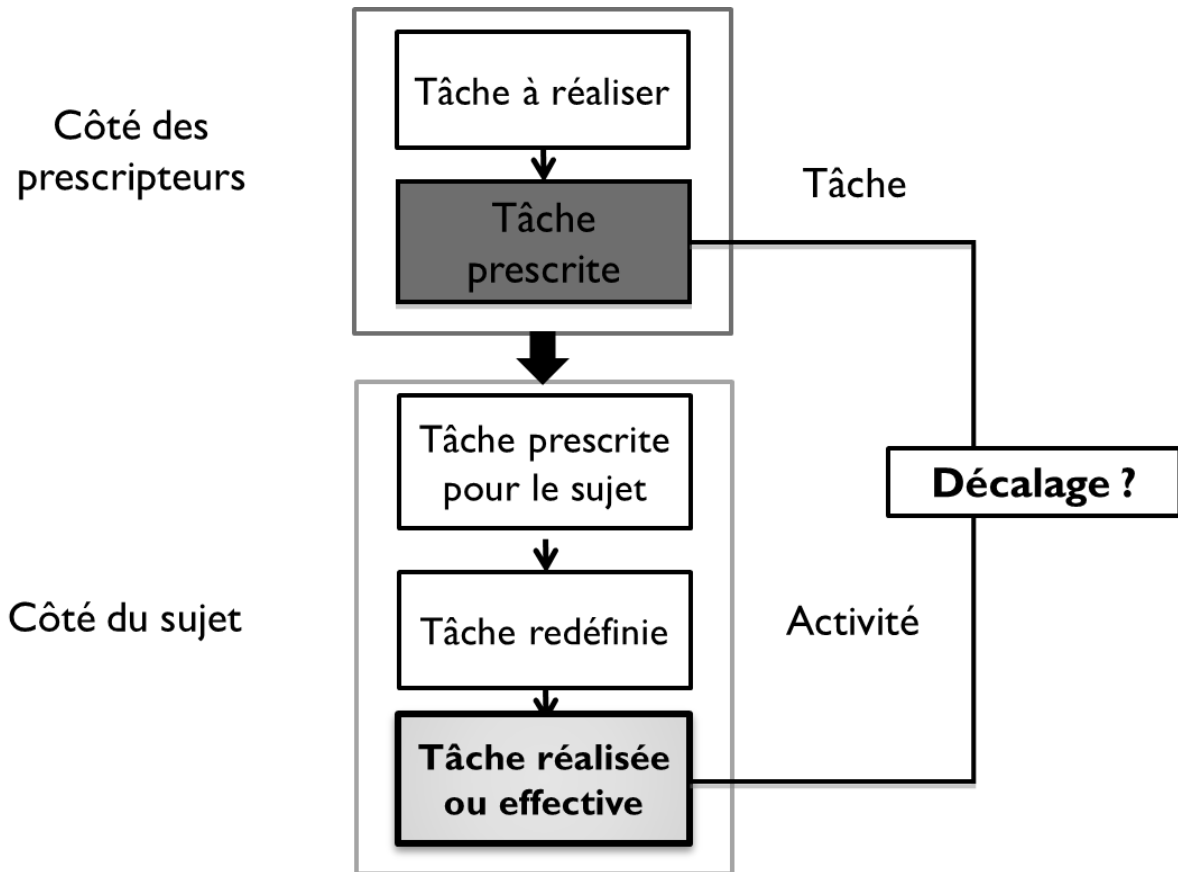 Tâche à réaliser
Côté des
prescripteurs
Tâche
prescrite
Tâche
Tâche prescrite
pour le sujet
Décalage ?
Côté du sujet
Tâche redéfinie
Activité
Tâche réalisée
ou effective